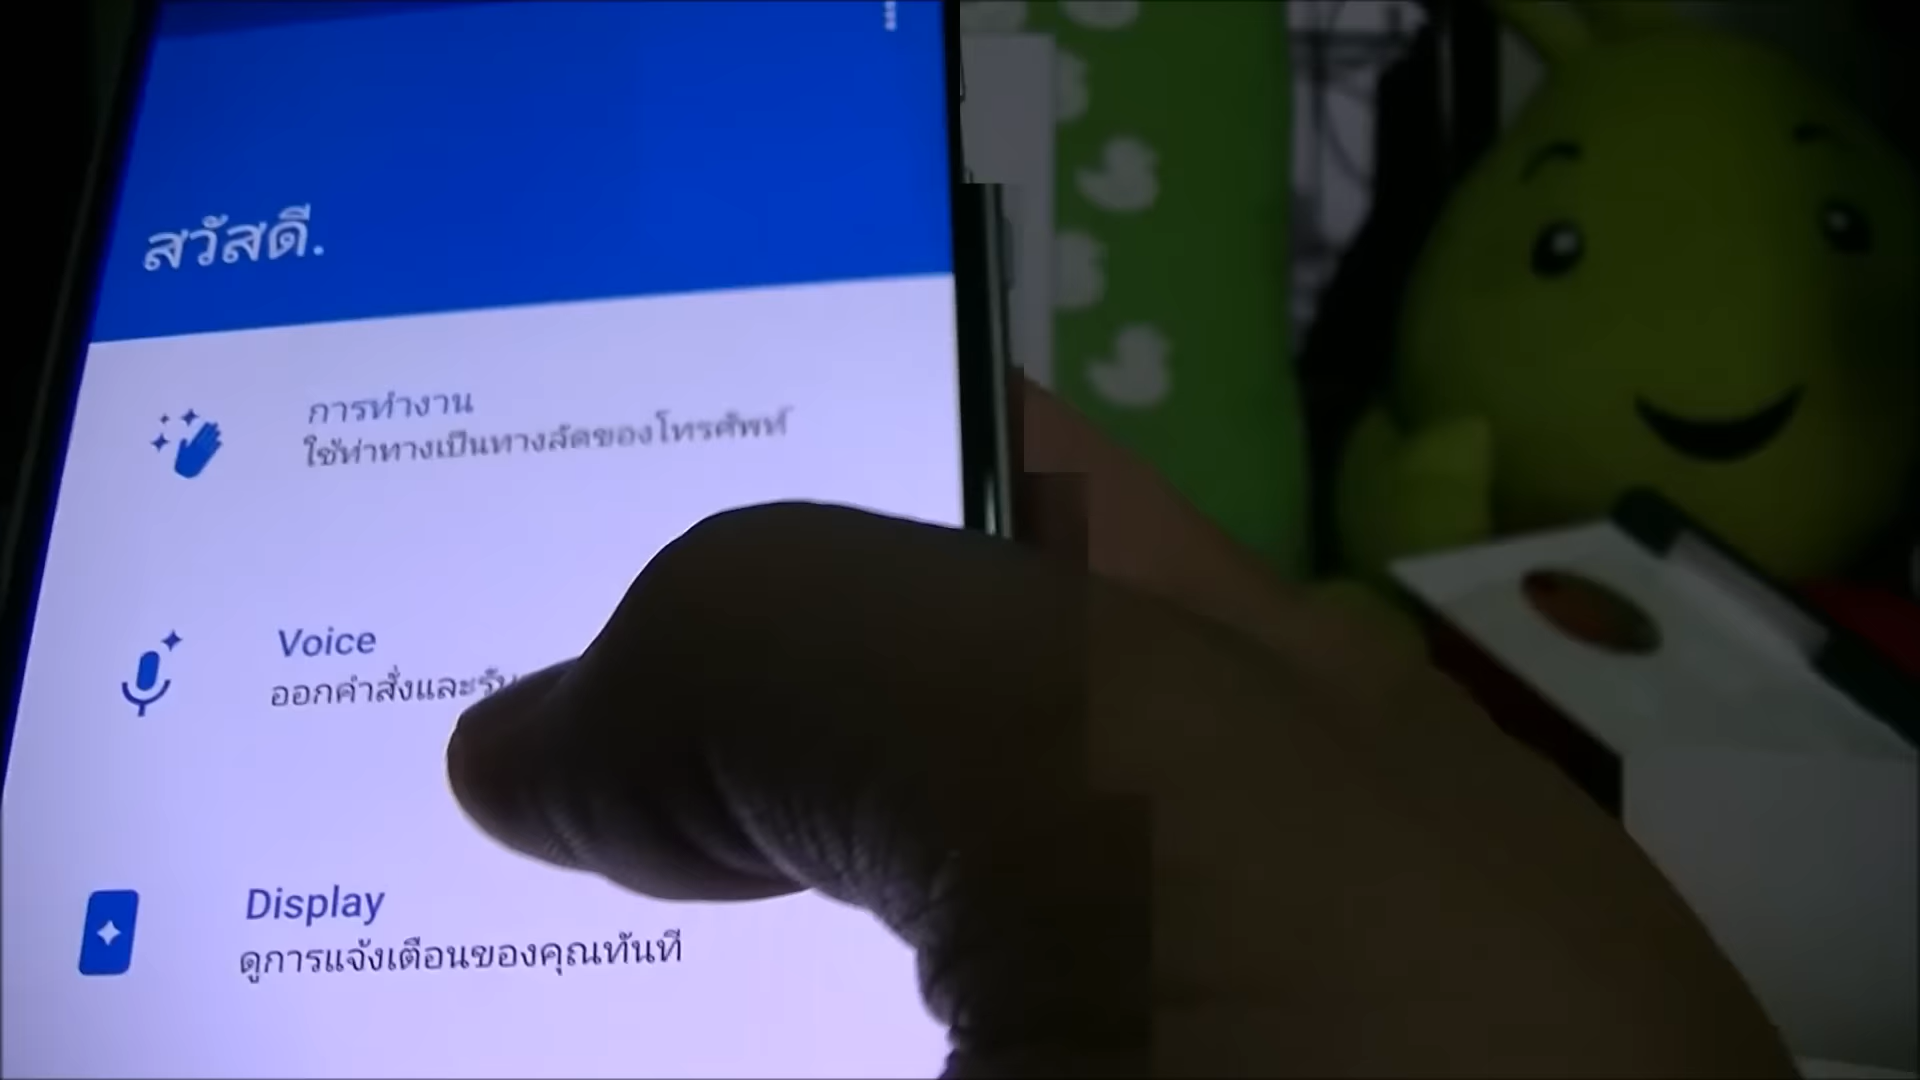 สวัสดี.
การทำงาน
ใช้ท่าทางเป็นทางลัดของโทรศัพท์
Voice
ออกคำสั่งและรับ
Display
ดูการแจ้งเตือนของคุณทันที